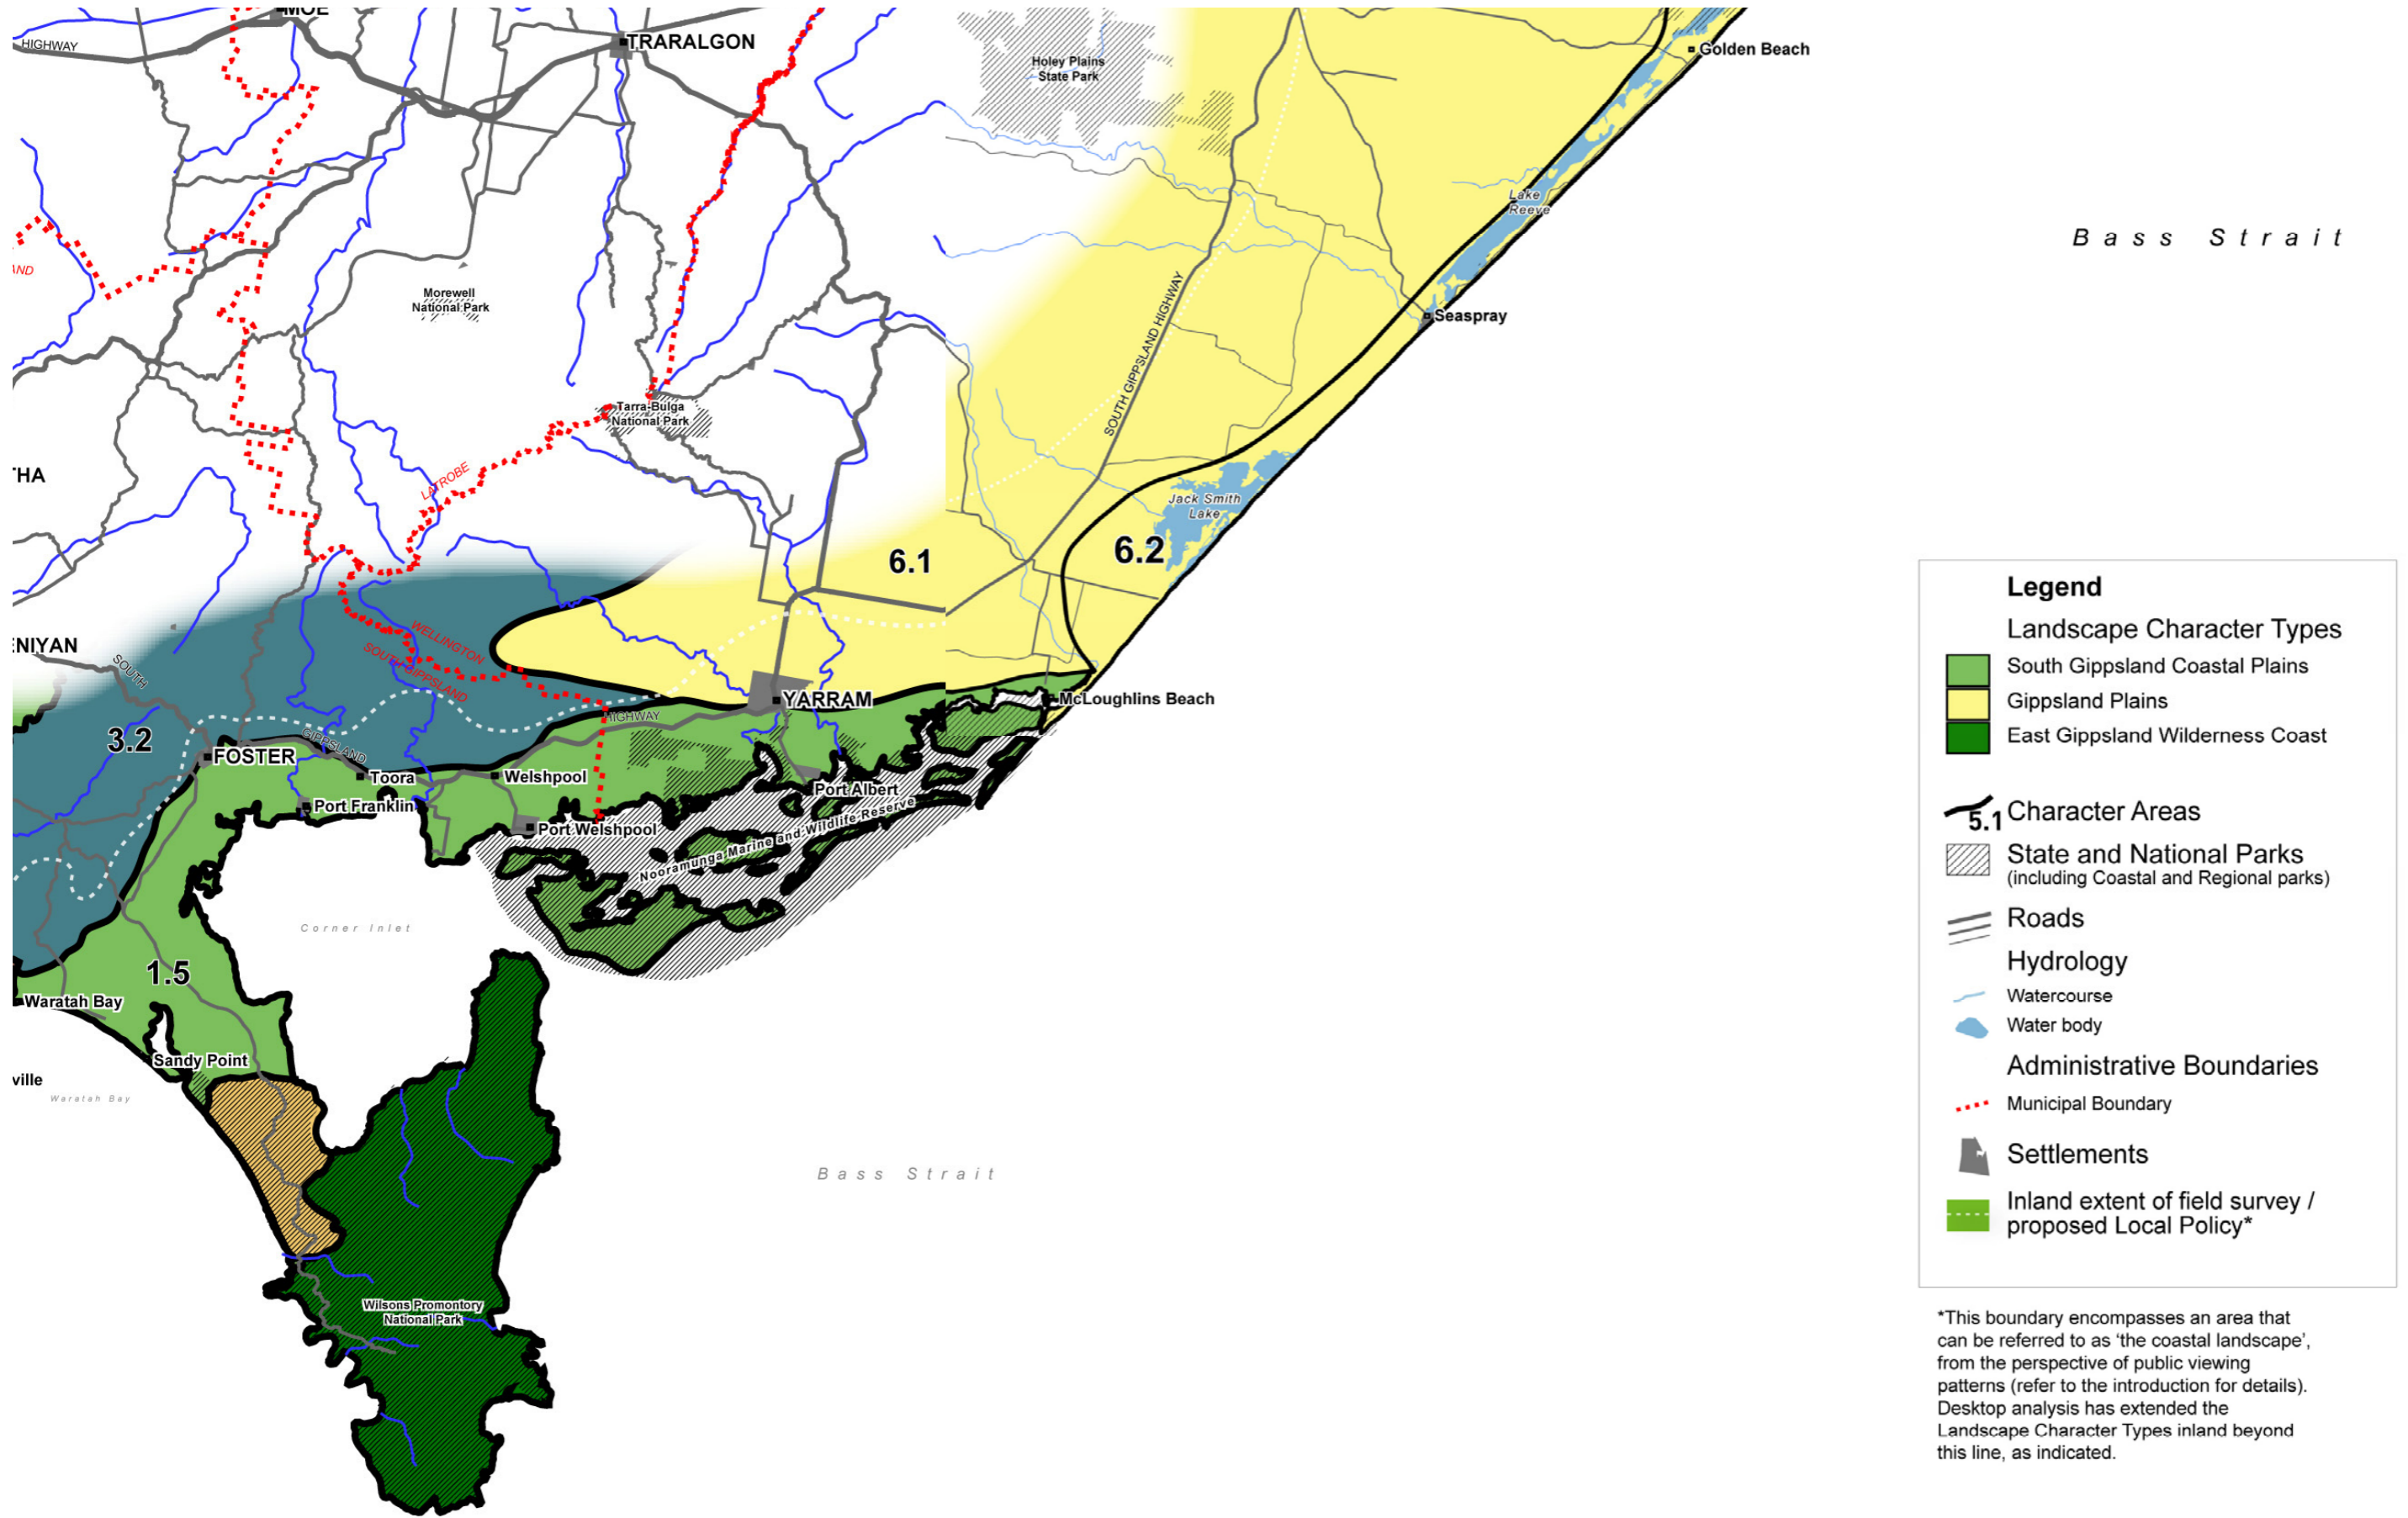 MOE
HIGHWAY
TRARALGON
Holey Plains
State Park
Golden Beach
Lake
Reeve
Bass Strait
Morewell
National Park
SOUTH GIPPSLAND HIGHWAY
Seaspray
Tarra-Bulga
National Park
THA
LATROBE
Jack Smith
Lake
6.1
6.2
ENIYAN
SOUTH
WELLINGTON
SOUTH GIPPSLAND
YARRAM
McLoughlins Beach
HIGHWAY
3.2
GIPPSLAND
FOSTER
Toora
Welshpool
Port Albert
Port Franklin
Port Welshpool
Nooramunga Marine and Wildlife Reserve
Corner Inlet
1.5
Waratah Bay
Sandy Point
ville
Waratah Bay
Bass Strait
Wilsons Promontory
National Park
Legend
Landscape Character Types
South Gippsland Coastal Plains
Gippsland Plains
East Gippsland Wilderness Coast
5.1 Character Areas
State and National Parks
(including Coastal and Regional parks)
Roads
Hydrology
Watercourse
Water body
Administrative Boundaries
Municipal Boundary
Settlements
Inland extent of field survey /
proposed Local Policy*
*This boundary encompasses an area that
can be referred to as ‘the coastal landscape’,
from the perspective of public viewing
patterns (refer to the introduction for details).
Desktop analysis has extended the
Landscape Character Types inland beyond
this line, as indicated.